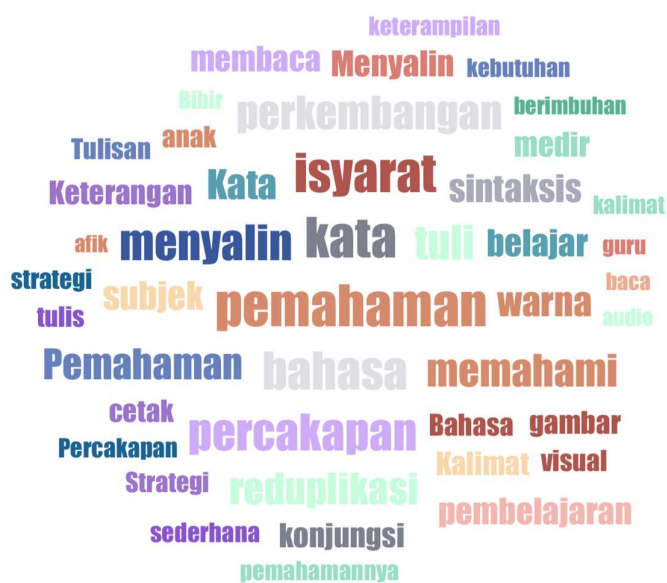 keterampilan
membaca Menyalin kebutuhan
Bibir perkembangan berimbuhan
Tulisan anak medir
Keterangan Kata isyarat sintaksis kalimat
afik menyalin kata tuli belajar guru
strategi subjek pemahaman warna baca
tulis audio
Pemahaman bahasa memahami
cetak percakapan Bahasa gambar
Percakapan Kalimat visual
Strategi reduplikasi pembelajaran
sederhana konjungsi
pemahamannya